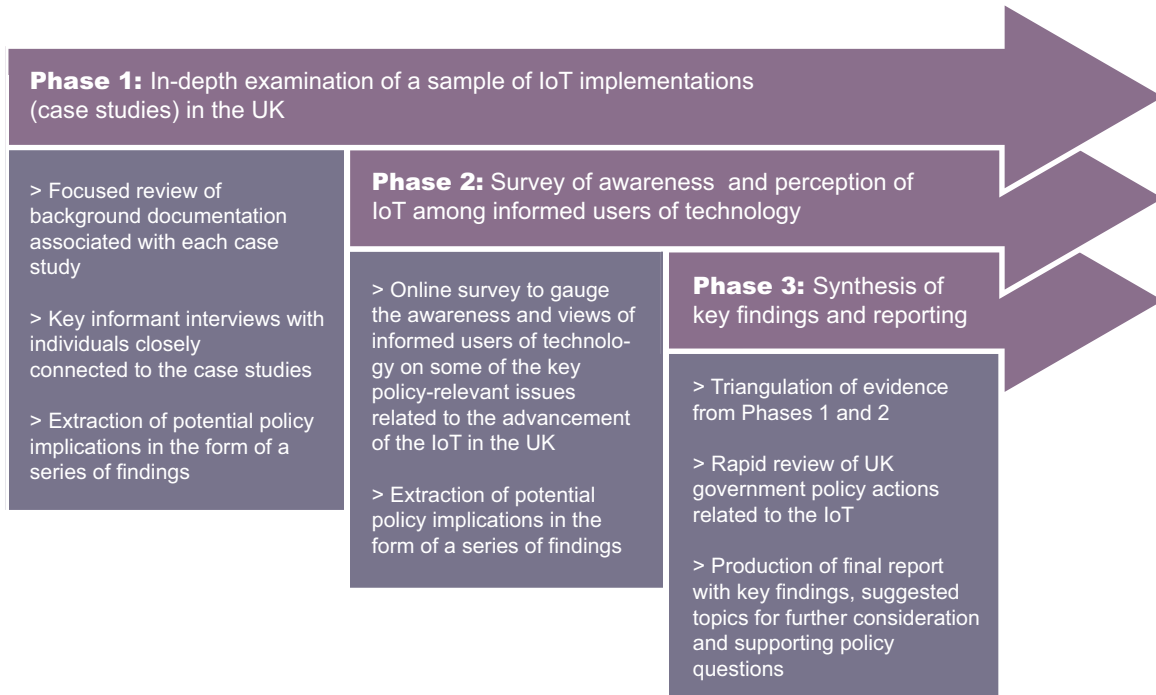 Phase 1: In-depth examination of a sample of IoT implementations
(case studies) in the UK
> Focused review of
background documentation
associated with each case
study
> Key informant interviews with
individuals closely
connected to the case studies
> Extraction of potential policy
implications in the form of a
series of findings
Phase 2: Survey of awareness  and perception of
IoT among informed users of technology
> Online survey to gauge
the awareness and views of
informed users of technolo-
gy on some of the key
policy-relevant issues
related to the advancement
of the IoT in the UK
> Extraction of potential
policy implications in the
form of a series of findings
Phase 3: Synthesis of
key findings and reporting
> Triangulation of evidence
from Phases 1 and 2
> Rapid review of UK
government policy actions
related to the IoT
> Production of final report
with key findings, suggested
topics for further consideration
and supporting policy
questions